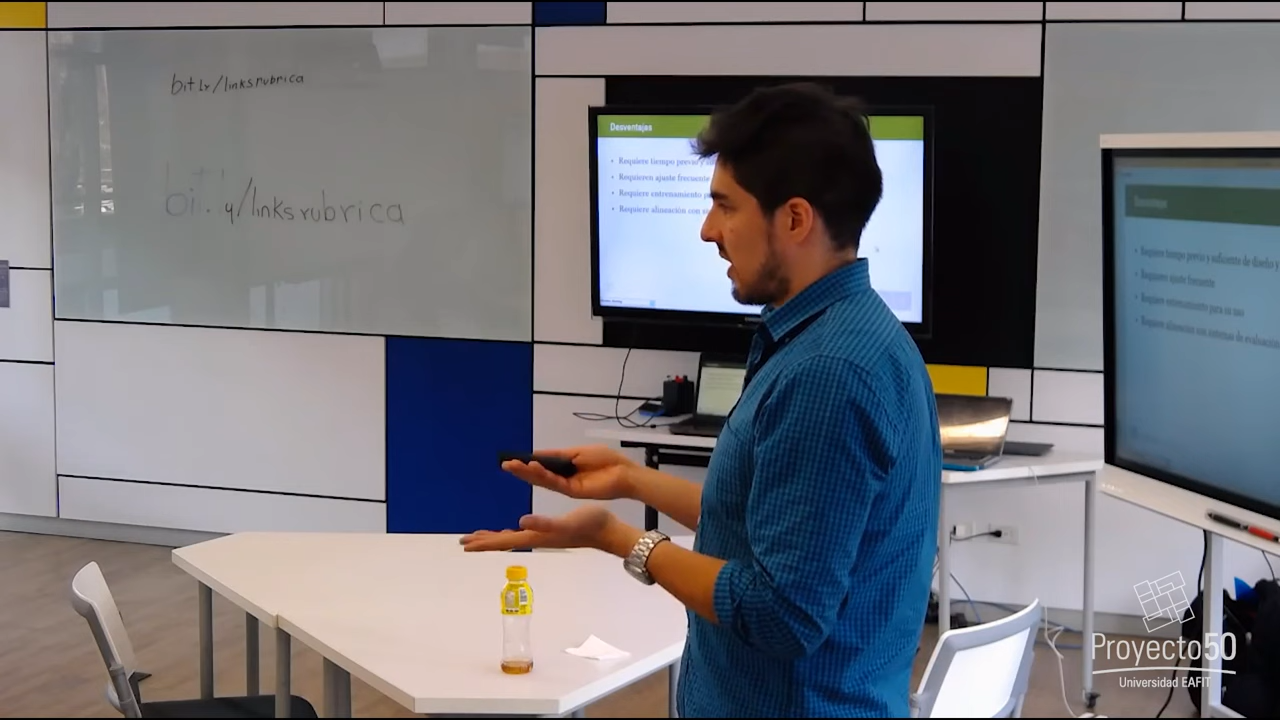 bit.ly/linksrubrica
bit.ly/linksrubrica
Desventajas
• Requiere tiempo previo y
• Requieren ajuste frecuente
• Requiere entrenamiento
• Requiere alineación con
Desventajas
• Requiere tiempo previo y suficiente de diseño y
• Requieren ajuste frecuente
• Requiere entrenamiento para su uso
• Requiere alineación con sistemas de evaluación
Proyecto50
Universidad EAFIT